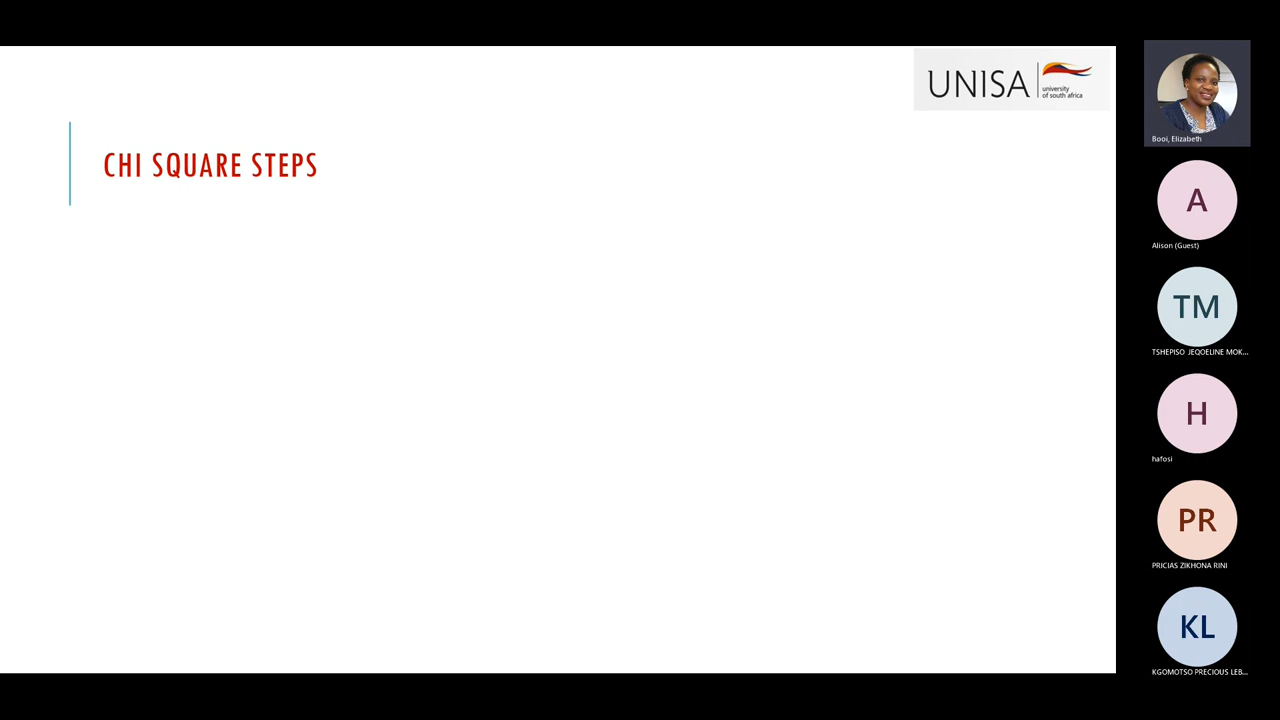 UNISA
university
of south africa
CHI SQUARE STEPS
Booi, Elizabeth
A
Alison (Guest)
TM
TSHEPISO JEQOELINE MOK...
H
hafosi
PR
PRICIAS ZIKHONA RINI
KL
KGOMOTSO PRECIOUS LEB...